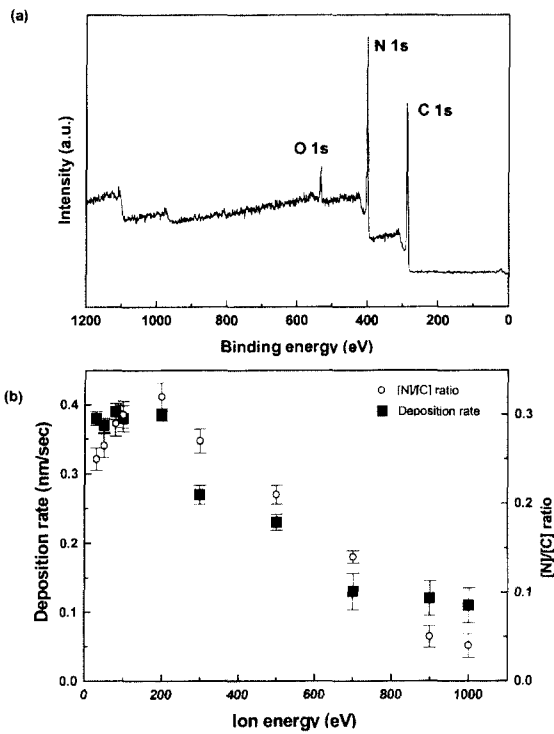 (a)
N 1s
C 1s
O 1s
Intensity (a.u.)
1200 1000 800 600 400 200 0
Binding energy (eV)
(b)
[N]/[C] ratio
Deposition rate
0.4
0.3
0.2
0.1
0.0
0.3
0.2
0.1
0.0
Deposition rate (nm/sec)
[N]/[C] ratio
0 200 400 600 800 1000
Ion energy (eV)